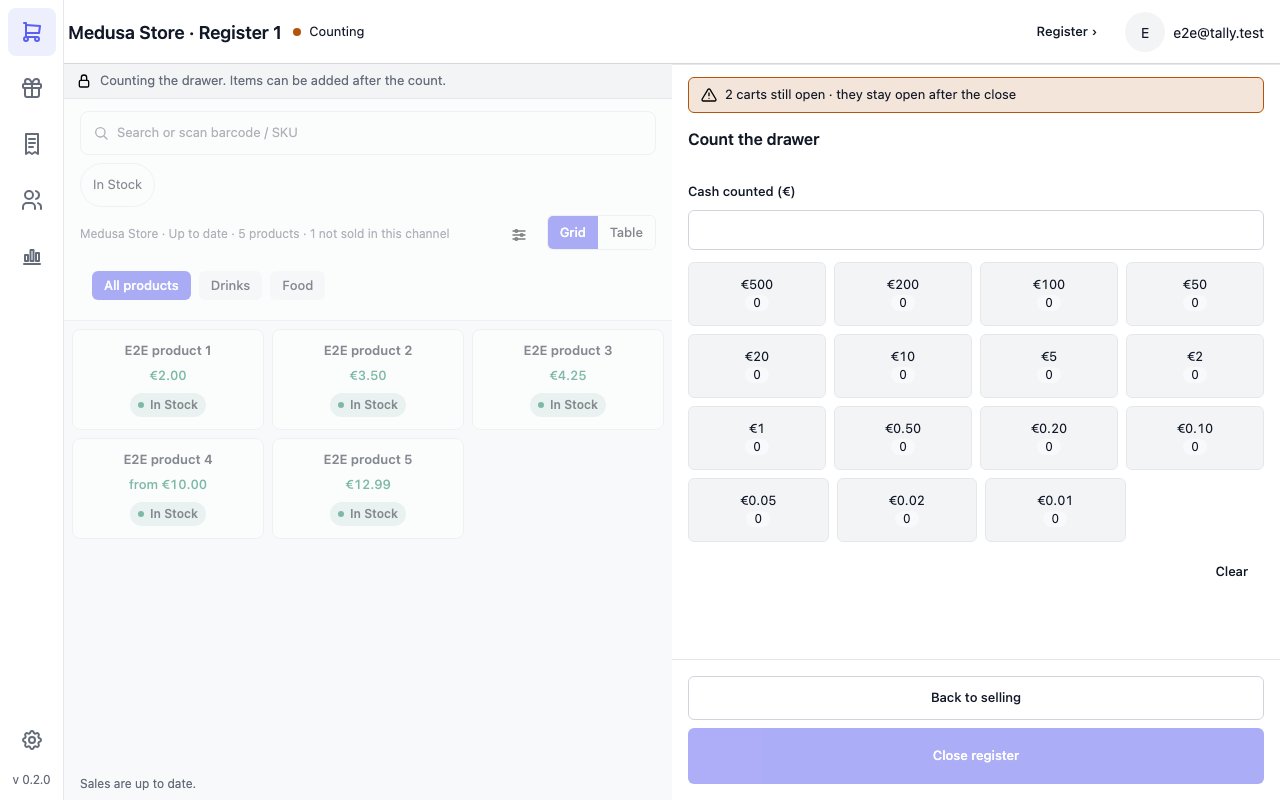 Medusa Store · Register 1
Counting
Register ›
E
e2e@tally.test
Counting the drawer. Items can be added after the count.
Search or scan barcode / SKU
In Stock
Medusa Store · Up to date · 5 products · 1 not sold in this channel
Grid
Table
All products
Drinks
Food
E2E product 1
€2.00
In Stock
E2E product 2
€3.50
In Stock
E2E product 3
€4.25
In Stock
E2E product 4
from €10.00
In Stock
E2E product 5
€12.99
In Stock
Sales are up to date.
v 0.2.0
2 carts still open · they stay open after the close
Count the drawer
Cash counted (€)
€500
0
€200
0
€100
0
€50
0
€20
0
€10
0
€5
0
€2
0
€1
0
€0.50
0
€0.20
0
€0.10
0
€0.05
0
€0.02
0
€0.01
0
Clear
Back to selling
Close register